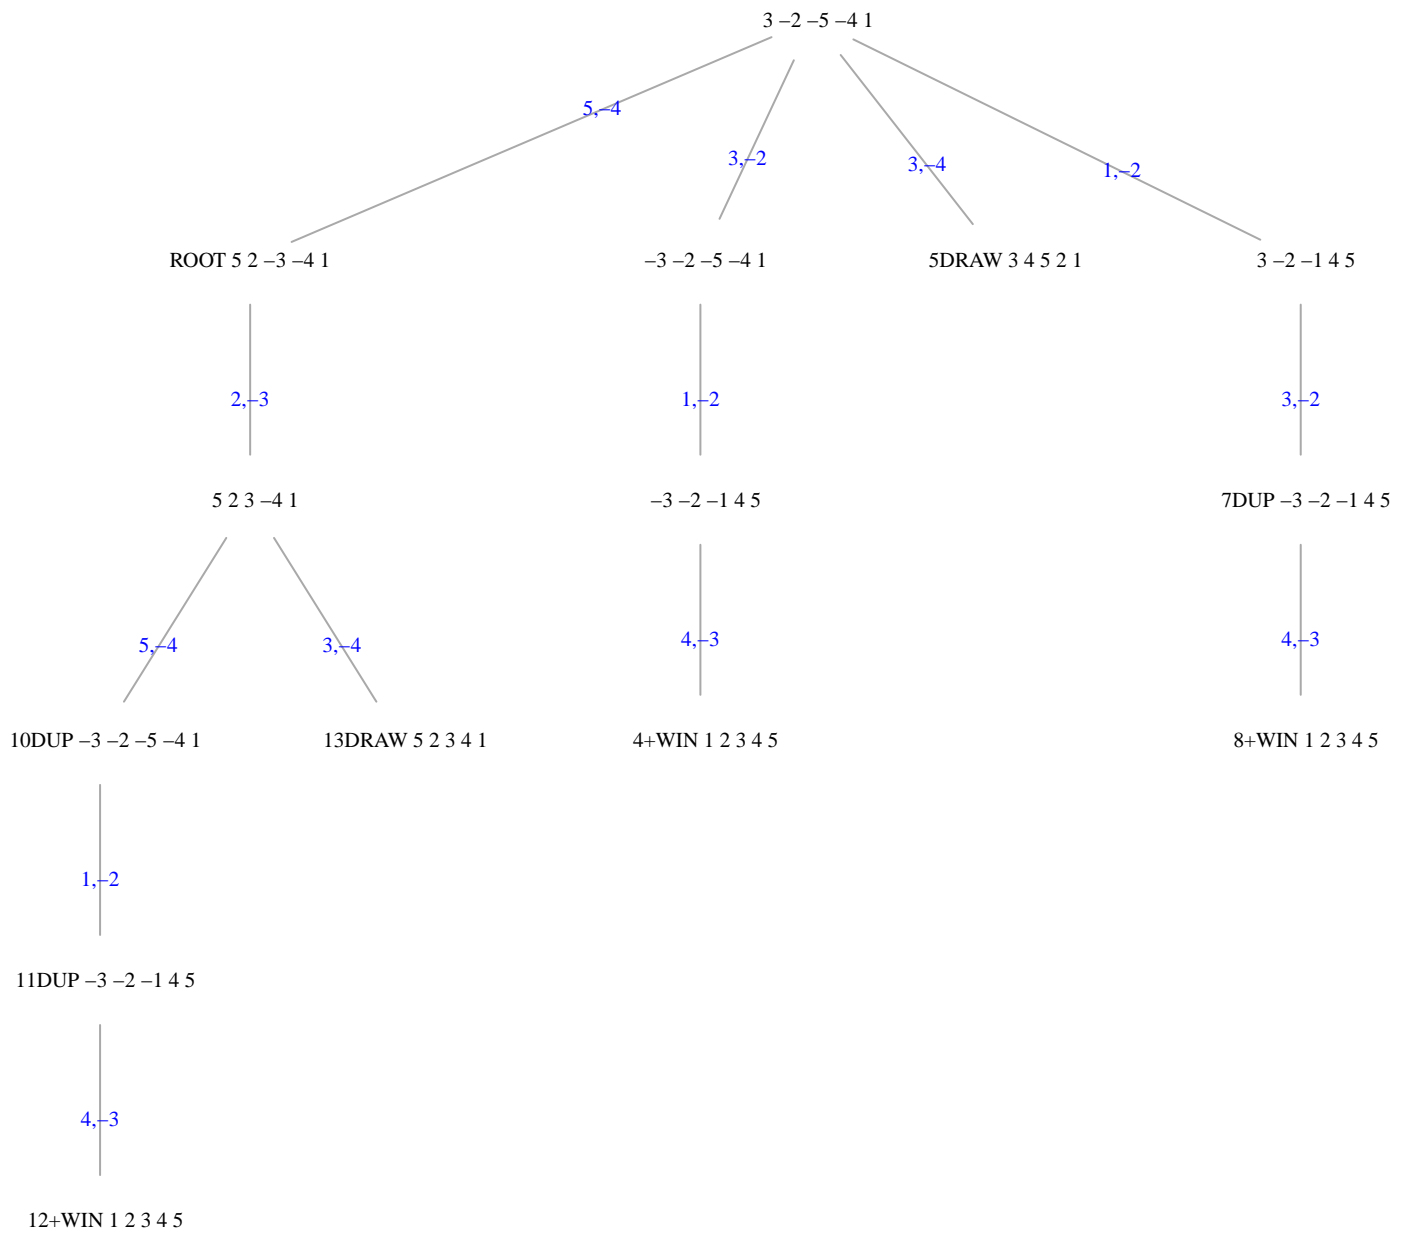 3 –2 –5 –4 1
5,–4
3,–2
3,–4
1,–2
ROOT 5 2 –3 –4 1
–3 –2 –5 –4 1
5DRAW 3 4 5 2 1
3 –2 –1 4 5
2,–3
1,–2
3,–2
5 2 3 –4 1
–3 –2 –1 4 5
7DUP –3 –2 –1 4 5
5,–4
3,–4
4,–3
4,–3
10DUP –3 –2 –5 –4 1
13DRAW 5 2 3 4 1
4+WIN 1 2 3 4 5
8+WIN 1 2 3 4 5
1,–2
11DUP –3 –2 –1 4 5
4,–3
12+WIN 1 2 3 4 5